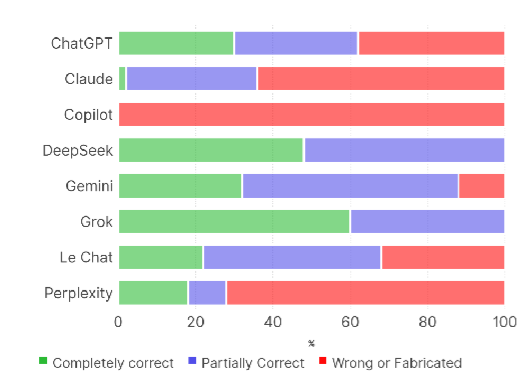 ChatGPT
Claude
Copilot
DeepSeek
Gemini
Grok
Le Chat
Perplexity
0 20 40 60 80 100
%
Completely correct Partially Correct Wrong or Fabricated